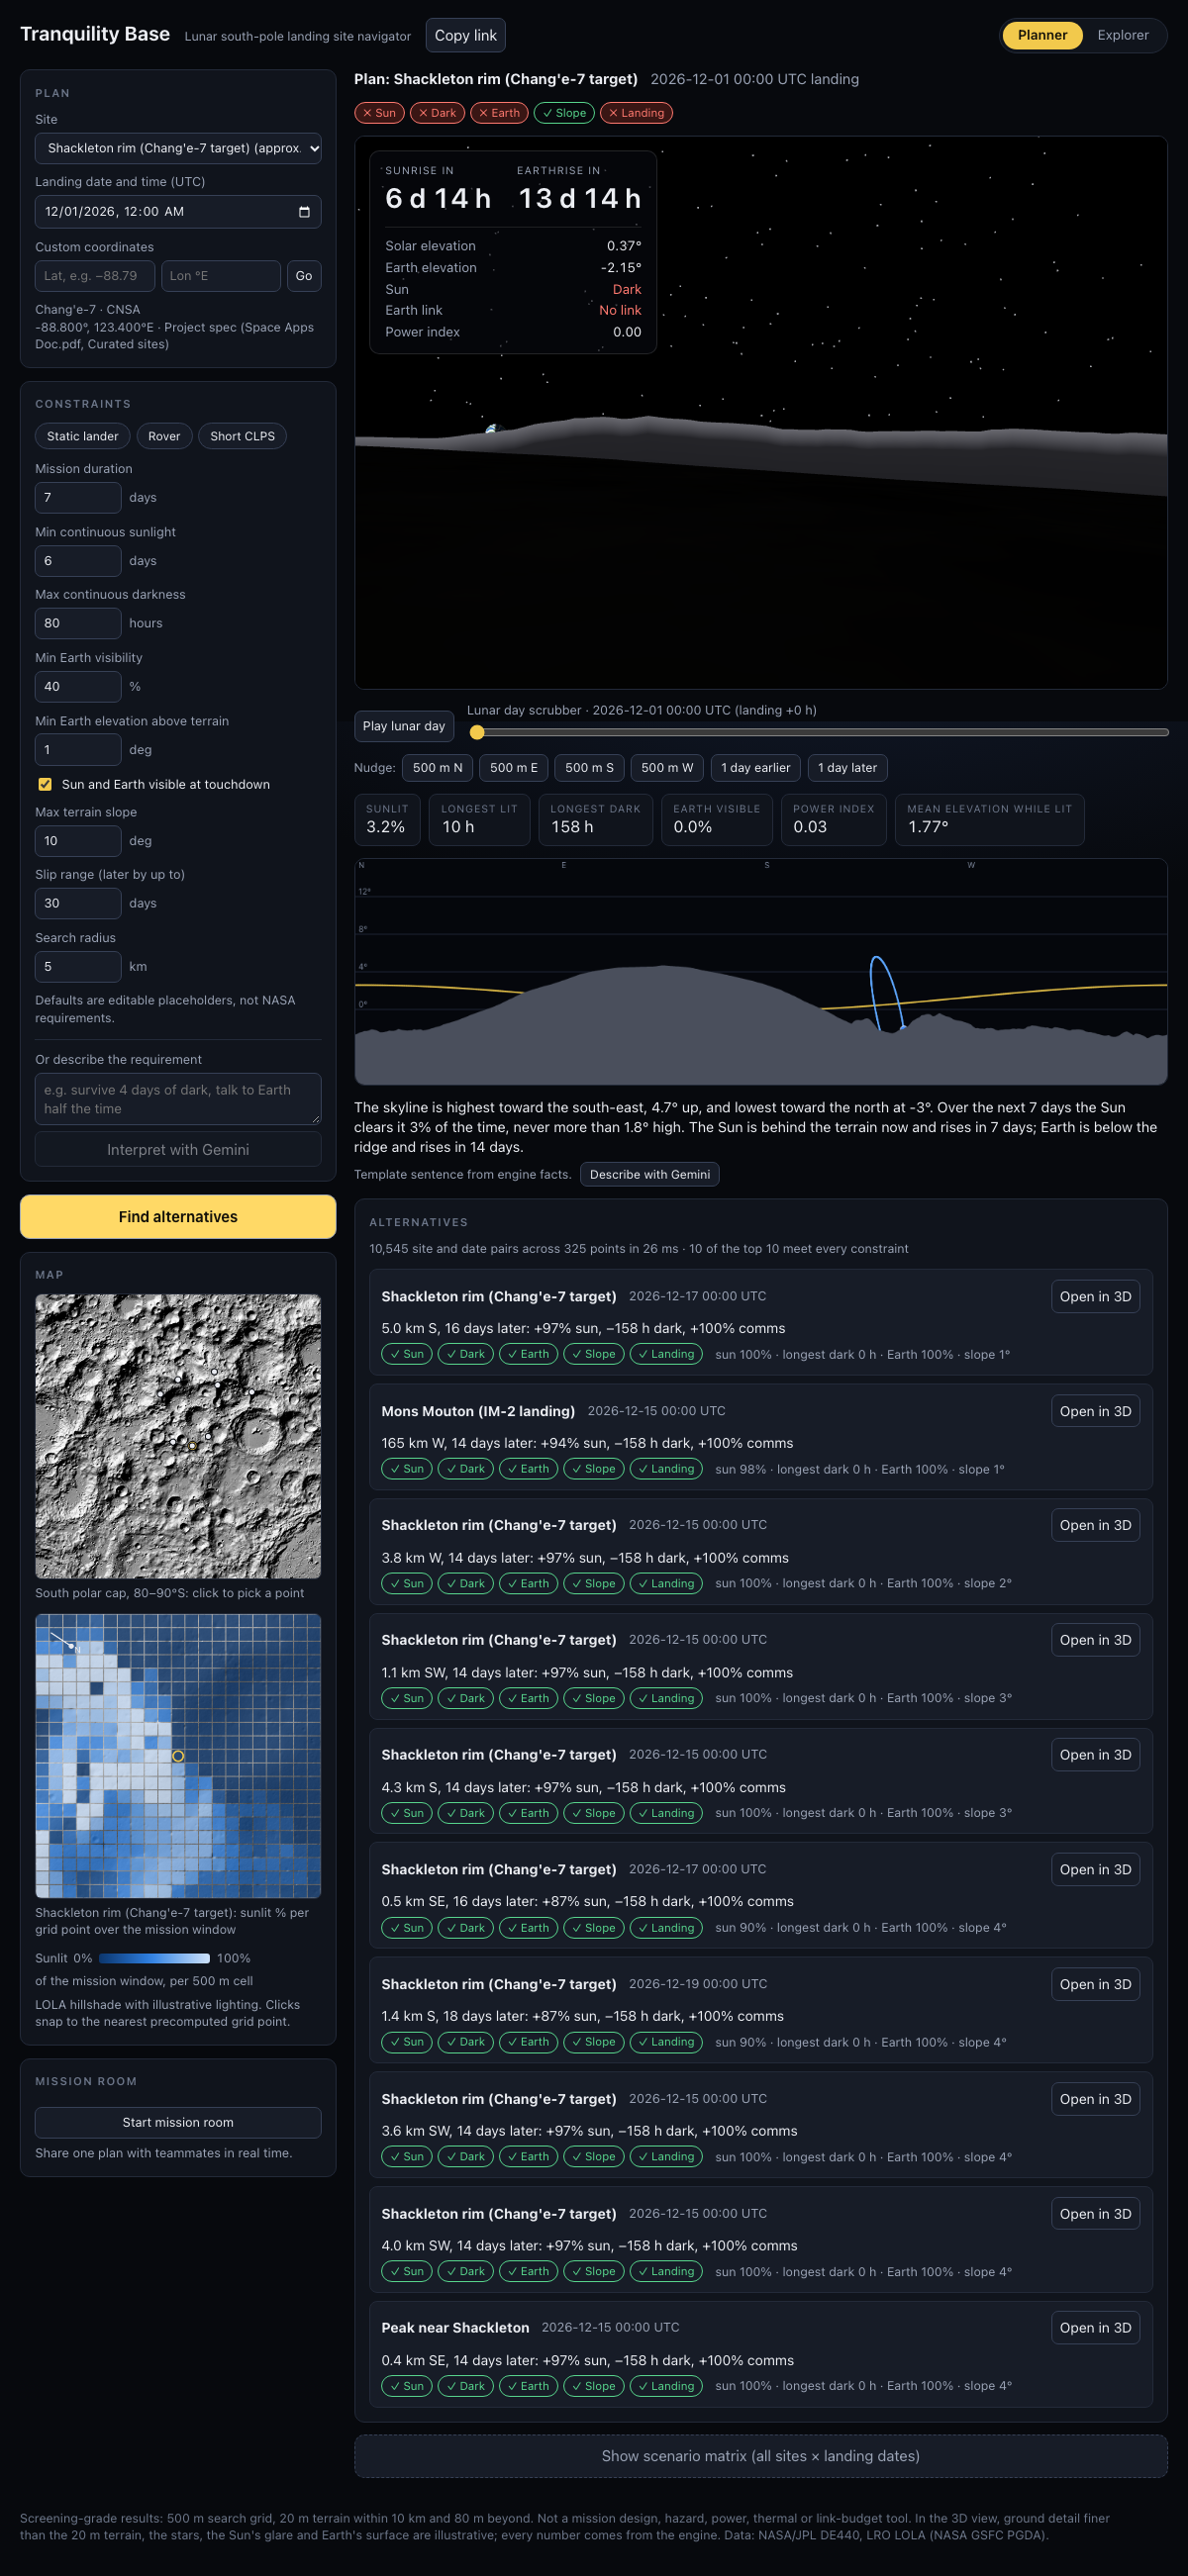 Tranquility Base Lunar south-pole landing site navigator Copy link Planner Explorer
PLAN
Site
Shackleton rim (Chang'e-7 target) (approx.
Landing date and time (UTC)
12/01/2026, 12:00 AM
Custom coordinates
Lat, e.g. −88.79 Lon °E Go
Chang'e-7 · CNSA
-88.800°, 123.400°E · Project spec (Space Apps
Doc.pdf, Curated sites)
CONSTRAINTS
Static lander Rover Short CLPS
Mission duration
7 days
Min continuous sunlight
6 days
Max continuous darkness
80 hours
Min Earth visibility
40 %
Min Earth elevation above terrain
1 deg
Sun and Earth visible at touchdown
Max terrain slope
10 deg
Slip range (later by up to)
30 days
Search radius
5 km
Defaults are editable placeholders, not NASA
requirements.
Or describe the requirement
e.g. survive 4 days of dark, talk to Earth
half the time
Interpret with Gemini
Find alternatives
MAP
South polar cap, 80–90°S: click to pick a point
N
Shackleton rim (Chang'e-7 target): sunlit % per
grid point over the mission window
Sunlit 0% 100%
of the mission window, per 500 m cell
LOLA hillshade with illustrative lighting. Clicks
snap to the nearest precomputed grid point.
MISSION ROOM
Start mission room
Share one plan with teammates in real time.
Plan: Shackleton rim (Chang'e-7 target) 2026-12-01 00:00 UTC landing
✕ Sun ✕ Dark ✕ Earth ✓ Slope ✕ Landing
SUNRISE IN EARTHRISE IN
6 d 14 h 13 d 14 h
Solar elevation 0.37°
Earth elevation -2.15°
Sun Dark
Earth link No link
Power index 0.00
Play lunar day Lunar day scrubber · 2026-12-01 00:00 UTC (landing +0 h)
Nudge: 500 m N 500 m E 500 m S 500 m W 1 day earlier 1 day later
SUNLIT LONGEST LIT LONGEST DARK EARTH VISIBLE POWER INDEX MEAN ELEVATION WHILE LIT
3.2% 10 h 158 h 0.0% 0.03 1.77°
N E S W
12°
8°
4°
0°
The skyline is highest toward the south-east, 4.7° up, and lowest toward the north at -3°. Over the next 7 days the Sun
clears it 3% of the time, never more than 1.8° high. The Sun is behind the terrain now and rises in 7 days; Earth is below the
ridge and rises in 14 days.
Template sentence from engine facts. Describe with Gemini
ALTERNATIVES
10,545 site and date pairs across 325 points in 26 ms · 10 of the top 10 meet every constraint
Shackleton rim (Chang'e-7 target) 2026-12-17 00:00 UTC Open in 3D
5.0 km S, 16 days later: +97% sun, −158 h dark, +100% comms
✓ Sun ✓ Dark ✓ Earth ✓ Slope ✓ Landing sun 100% · longest dark 0 h · Earth 100% · slope 1°
Mons Mouton (IM-2 landing) 2026-12-15 00:00 UTC Open in 3D
165 km W, 14 days later: +94% sun, −158 h dark, +100% comms
✓ Sun ✓ Dark ✓ Earth ✓ Slope ✓ Landing sun 98% · longest dark 0 h · Earth 100% · slope 1°
Shackleton rim (Chang'e-7 target) 2026-12-15 00:00 UTC Open in 3D
3.8 km W, 14 days later: +97% sun, −158 h dark, +100% comms
✓ Sun ✓ Dark ✓ Earth ✓ Slope ✓ Landing sun 100% · longest dark 0 h · Earth 100% · slope 2°
Shackleton rim (Chang'e-7 target) 2026-12-15 00:00 UTC Open in 3D
1.1 km SW, 14 days later: +97% sun, −158 h dark, +100% comms
✓ Sun ✓ Dark ✓ Earth ✓ Slope ✓ Landing sun 100% · longest dark 0 h · Earth 100% · slope 3°
Shackleton rim (Chang'e-7 target) 2026-12-15 00:00 UTC Open in 3D
4.3 km S, 14 days later: +97% sun, −158 h dark, +100% comms
✓ Sun ✓ Dark ✓ Earth ✓ Slope ✓ Landing sun 100% · longest dark 0 h · Earth 100% · slope 3°
Shackleton rim (Chang'e-7 target) 2026-12-17 00:00 UTC Open in 3D
0.5 km SE, 16 days later: +87% sun, −158 h dark, +100% comms
✓ Sun ✓ Dark ✓ Earth ✓ Slope ✓ Landing sun 90% · longest dark 0 h · Earth 100% · slope 4°
Shackleton rim (Chang'e-7 target) 2026-12-19 00:00 UTC Open in 3D
1.4 km S, 18 days later: +87% sun, −158 h dark, +100% comms
✓ Sun ✓ Dark ✓ Earth ✓ Slope ✓ Landing sun 90% · longest dark 0 h · Earth 100% · slope 4°
Shackleton rim (Chang'e-7 target) 2026-12-15 00:00 UTC Open in 3D
3.6 km SW, 14 days later: +97% sun, −158 h dark, +100% comms
✓ Sun ✓ Dark ✓ Earth ✓ Slope ✓ Landing sun 100% · longest dark 0 h · Earth 100% · slope 4°
Shackleton rim (Chang'e-7 target) 2026-12-15 00:00 UTC Open in 3D
4.0 km SW, 14 days later: +97% sun, −158 h dark, +100% comms
✓ Sun ✓ Dark ✓ Earth ✓ Slope ✓ Landing sun 100% · longest dark 0 h · Earth 100% · slope 4°
Peak near Shackleton 2026-12-15 00:00 UTC Open in 3D
0.4 km SE, 14 days later: +97% sun, −158 h dark, +100% comms
✓ Sun ✓ Dark ✓ Earth ✓ Slope ✓ Landing sun 100% · longest dark 0 h · Earth 100% · slope 4°
Show scenario matrix (all sites × landing dates)
Screening-grade results: 500 m search grid, 20 m terrain within 10 km and 80 m beyond. Not a mission design, hazard, power, thermal or link-budget tool. In the 3D view, ground detail finer
than the 20 m terrain, the stars, the Sun's glare and Earth's surface are illustrative; every number comes from the engine. Data: NASA/JPL DE440, LRO LOLA (NASA GSFC PGDA).